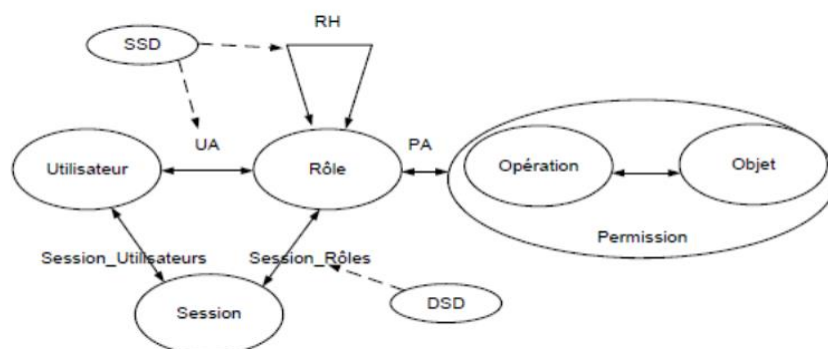 RH
SSD
UA
PA
Utilisateur
Rôle
Opération
Objet
Permission
Session_Utilisateurs
Session_Rôles
Session
DSD